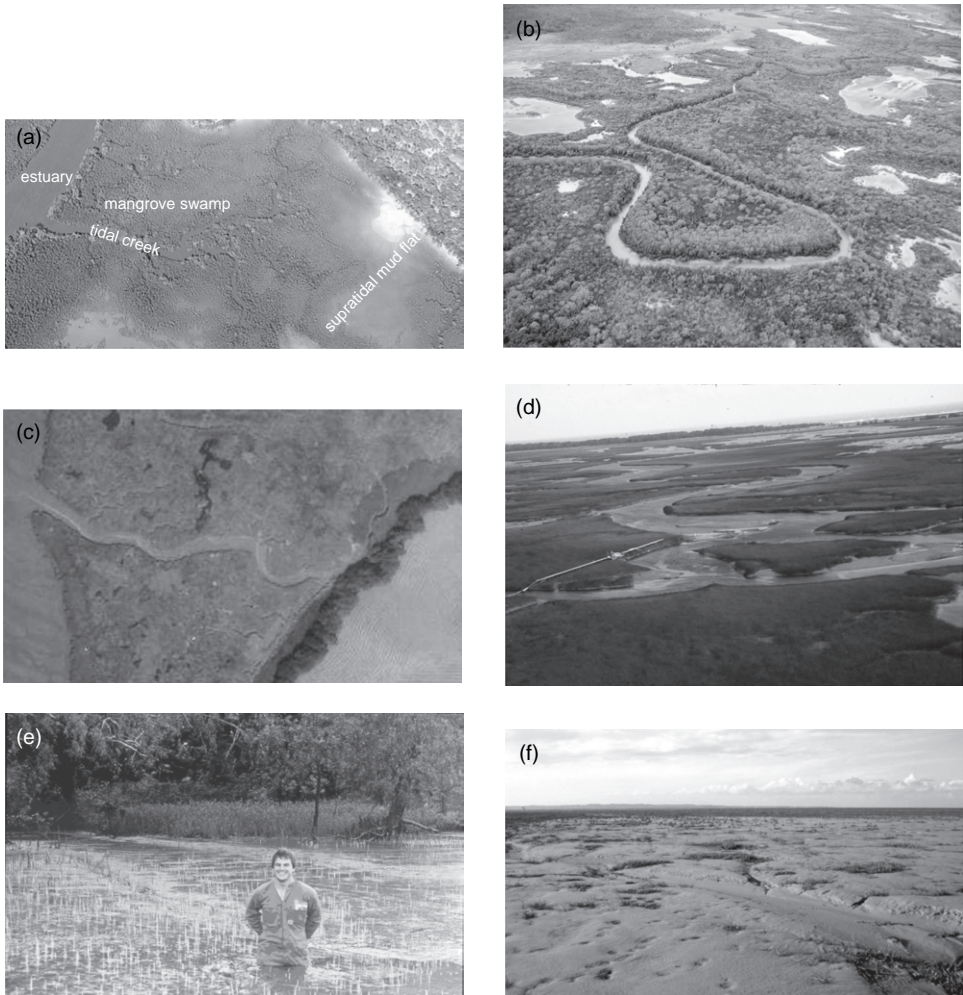 (a)
estuary
mangrove swamp
tidal creek
supratidal mud flat
(b)
(c)
(d)
(e)
(f)